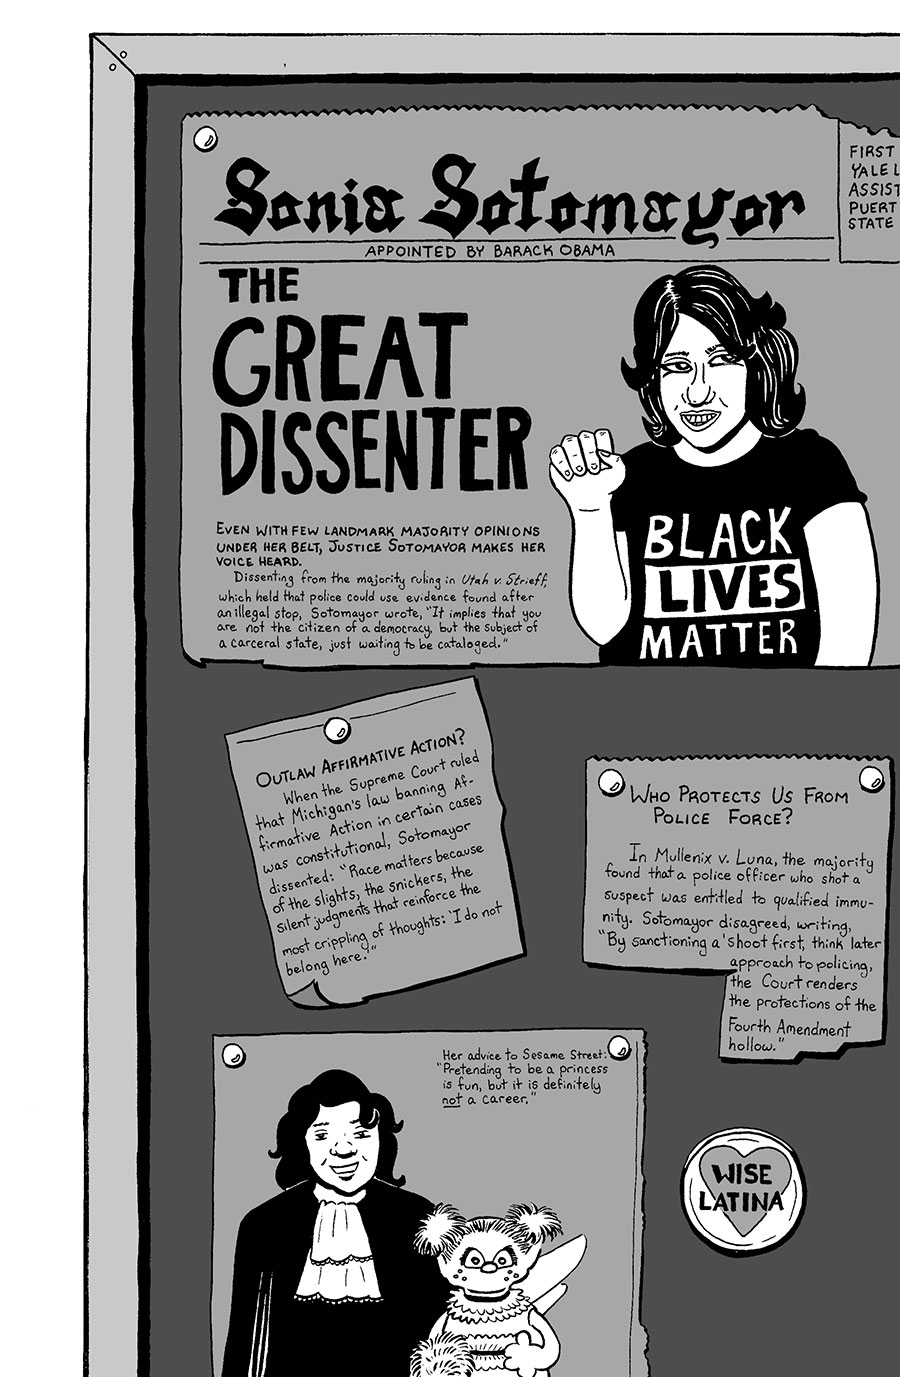 Sonia Sotomayor
APPOINTED BY BARACK OBAMA
FIRST
YALE L
ASSIST
PUERT
STATE
THE
GREAT
DISSENTER
EVEN WITH FEW LANDMARK MAJORITY OPINIONS
UNDER HER BELT, JUSTICE SOTOMAYOR MAKES HER
VOICE HEARD.
Dissenting from the majority ruling in Utah v. Strieff,
which held that police could use evidence found after
an illegal stop, Sotomayor wrote, "It implies that you
are not the citizen of a democracy, but the subject of
a carceral state, just waiting to be cataloged."
BLACK
LIVES
MATTER
OUTLAW AFFIRMATIVE ACTION?
When the Supreme Court ruled
that Michigan's law banning Af-
firmative Action in certain cases
was constitutional, Sotomayor
dissented: "Race matters because
of the slights, the snickers, the
silent judgments that reinforce the
most crippling of thoughts: 'I do not
belong here.'"
WHO PROTECTS US FROM
POLICE FORCE?
In Mullenix v. Luna, the majority
found that a police officer who shot a
suspect was entitled to qualified immu-
nity. Sotomayor disagreed, writing,
"By sanctioning a 'shoot first, think later'
approach to policing,
the Court renders
the protections of the
Fourth Amendment
hollow."
Her advice to Sesame Street:
"Pretending to be a princess
is fun, but it is definitely
not a career."
WISE
LATINA